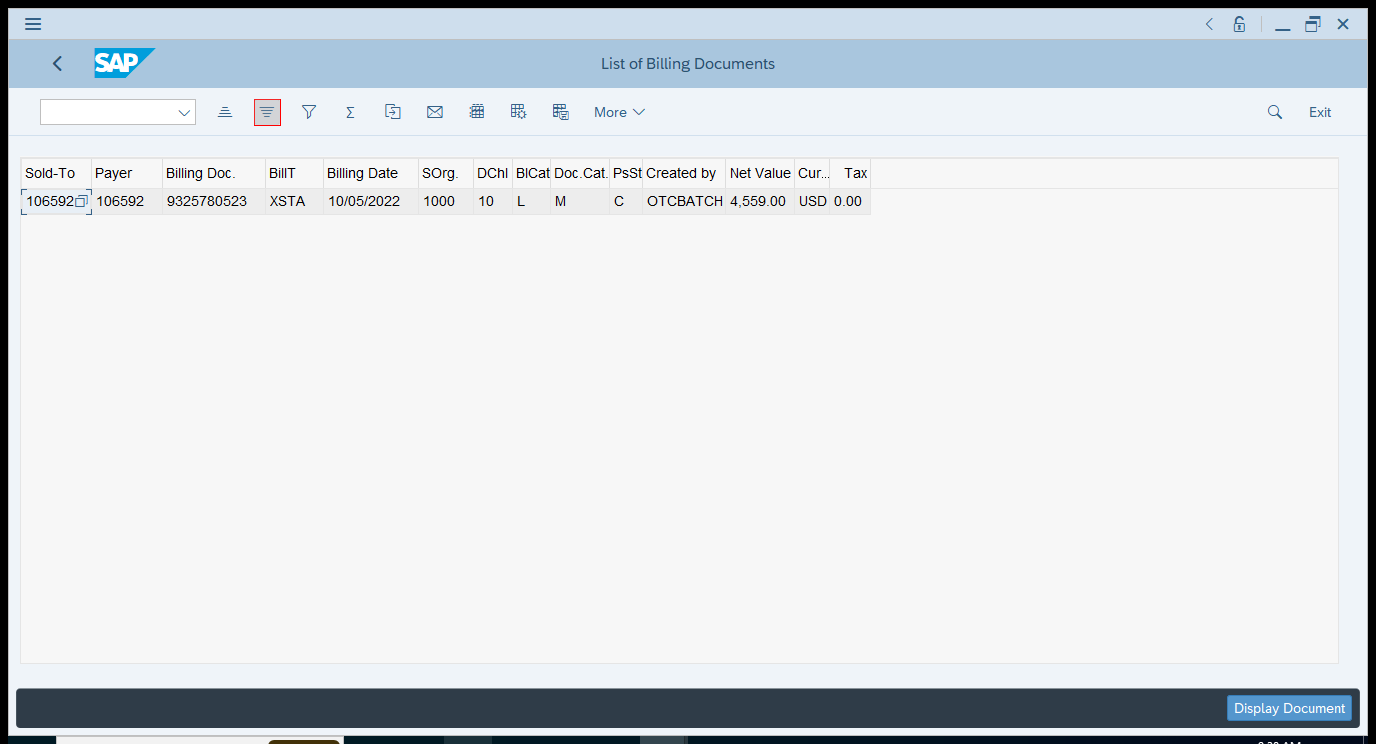 SAP
List of Billing Documents
More
Exit
Sold-To Payer Billing Doc. BillT Billing Date SOrg. DChl BlCat Doc.Cat. PsSt Created by Net Value Cur... Tax
106592 106592 9325780523 XSTA 10/05/2022 1000 10 L M C OTCBATCH 4,559.00 USD 0.00
Display Document